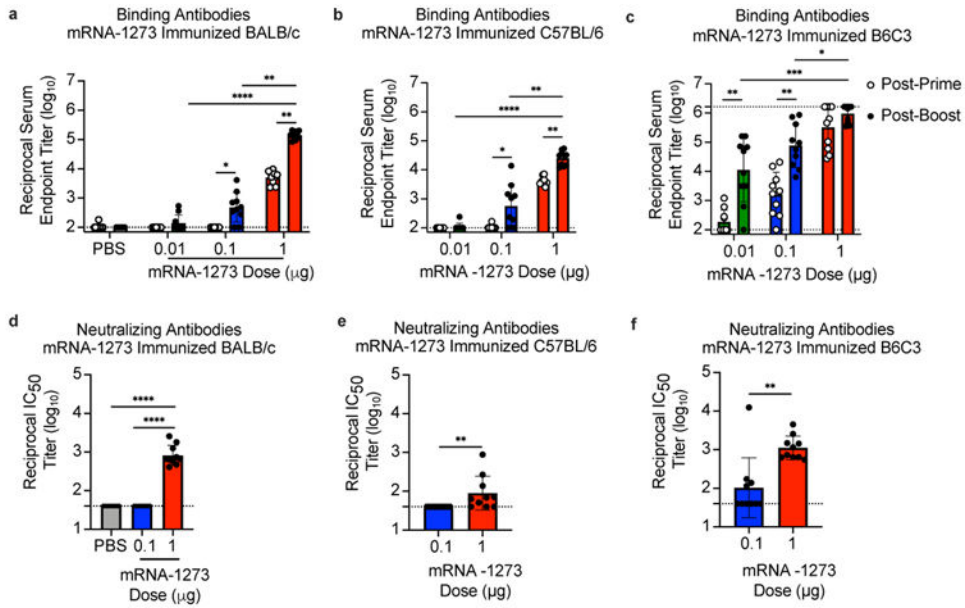 a
Binding Antibodies
mRNA-1273 Immunized BALB/c
Reciprocal Serum
Endpoint Titer (log10)
7
6
5
4
3
2
**
****
**
*
PBS
0.01
0.1
1
mRNA-1273 Dose (μg)
b
Binding Antibodies
mRNA-1273 Immunized C57BL/6
Reciprocal Serum
Endpoint Titer (log10)
7
6
5
4
3
2
**
****
**
*
0.01
0.1
1
mRNA -1273 Dose (µg)
c
Binding Antibodies
mRNA-1273 Immunized B6C3
Reciprocal Serum
Endpoint Titer (log10)
7
6
5
4
3
2
*
***
**
**
0.01
0.1
1
mRNA -1273 Dose (µg)
Post-Prime
Post-Boost
d
Neutralizing Antibodies
mRNA-1273 Immunized BALB/c
Reciprocal IC50
Titer (log10)
5
4
3
2
1
****
****
PBS
0.1
1
mRNA-1273
Dose (μg)
e
Neutralizing Antibodies
mRNA-1273 Immunized C57BL/6
Reciprocal IC50
Titer (log10)
5
4
3
2
1
**
0.1
1
mRNA -1273
Dose (µg)
f
Neutralizing Antibodies
mRNA-1273 Immunized B6C3
Reciprocal IC50
Titer (log10)
5
4
3
2
1
**
0.1
1
mRNA -1273
Dose (µg)